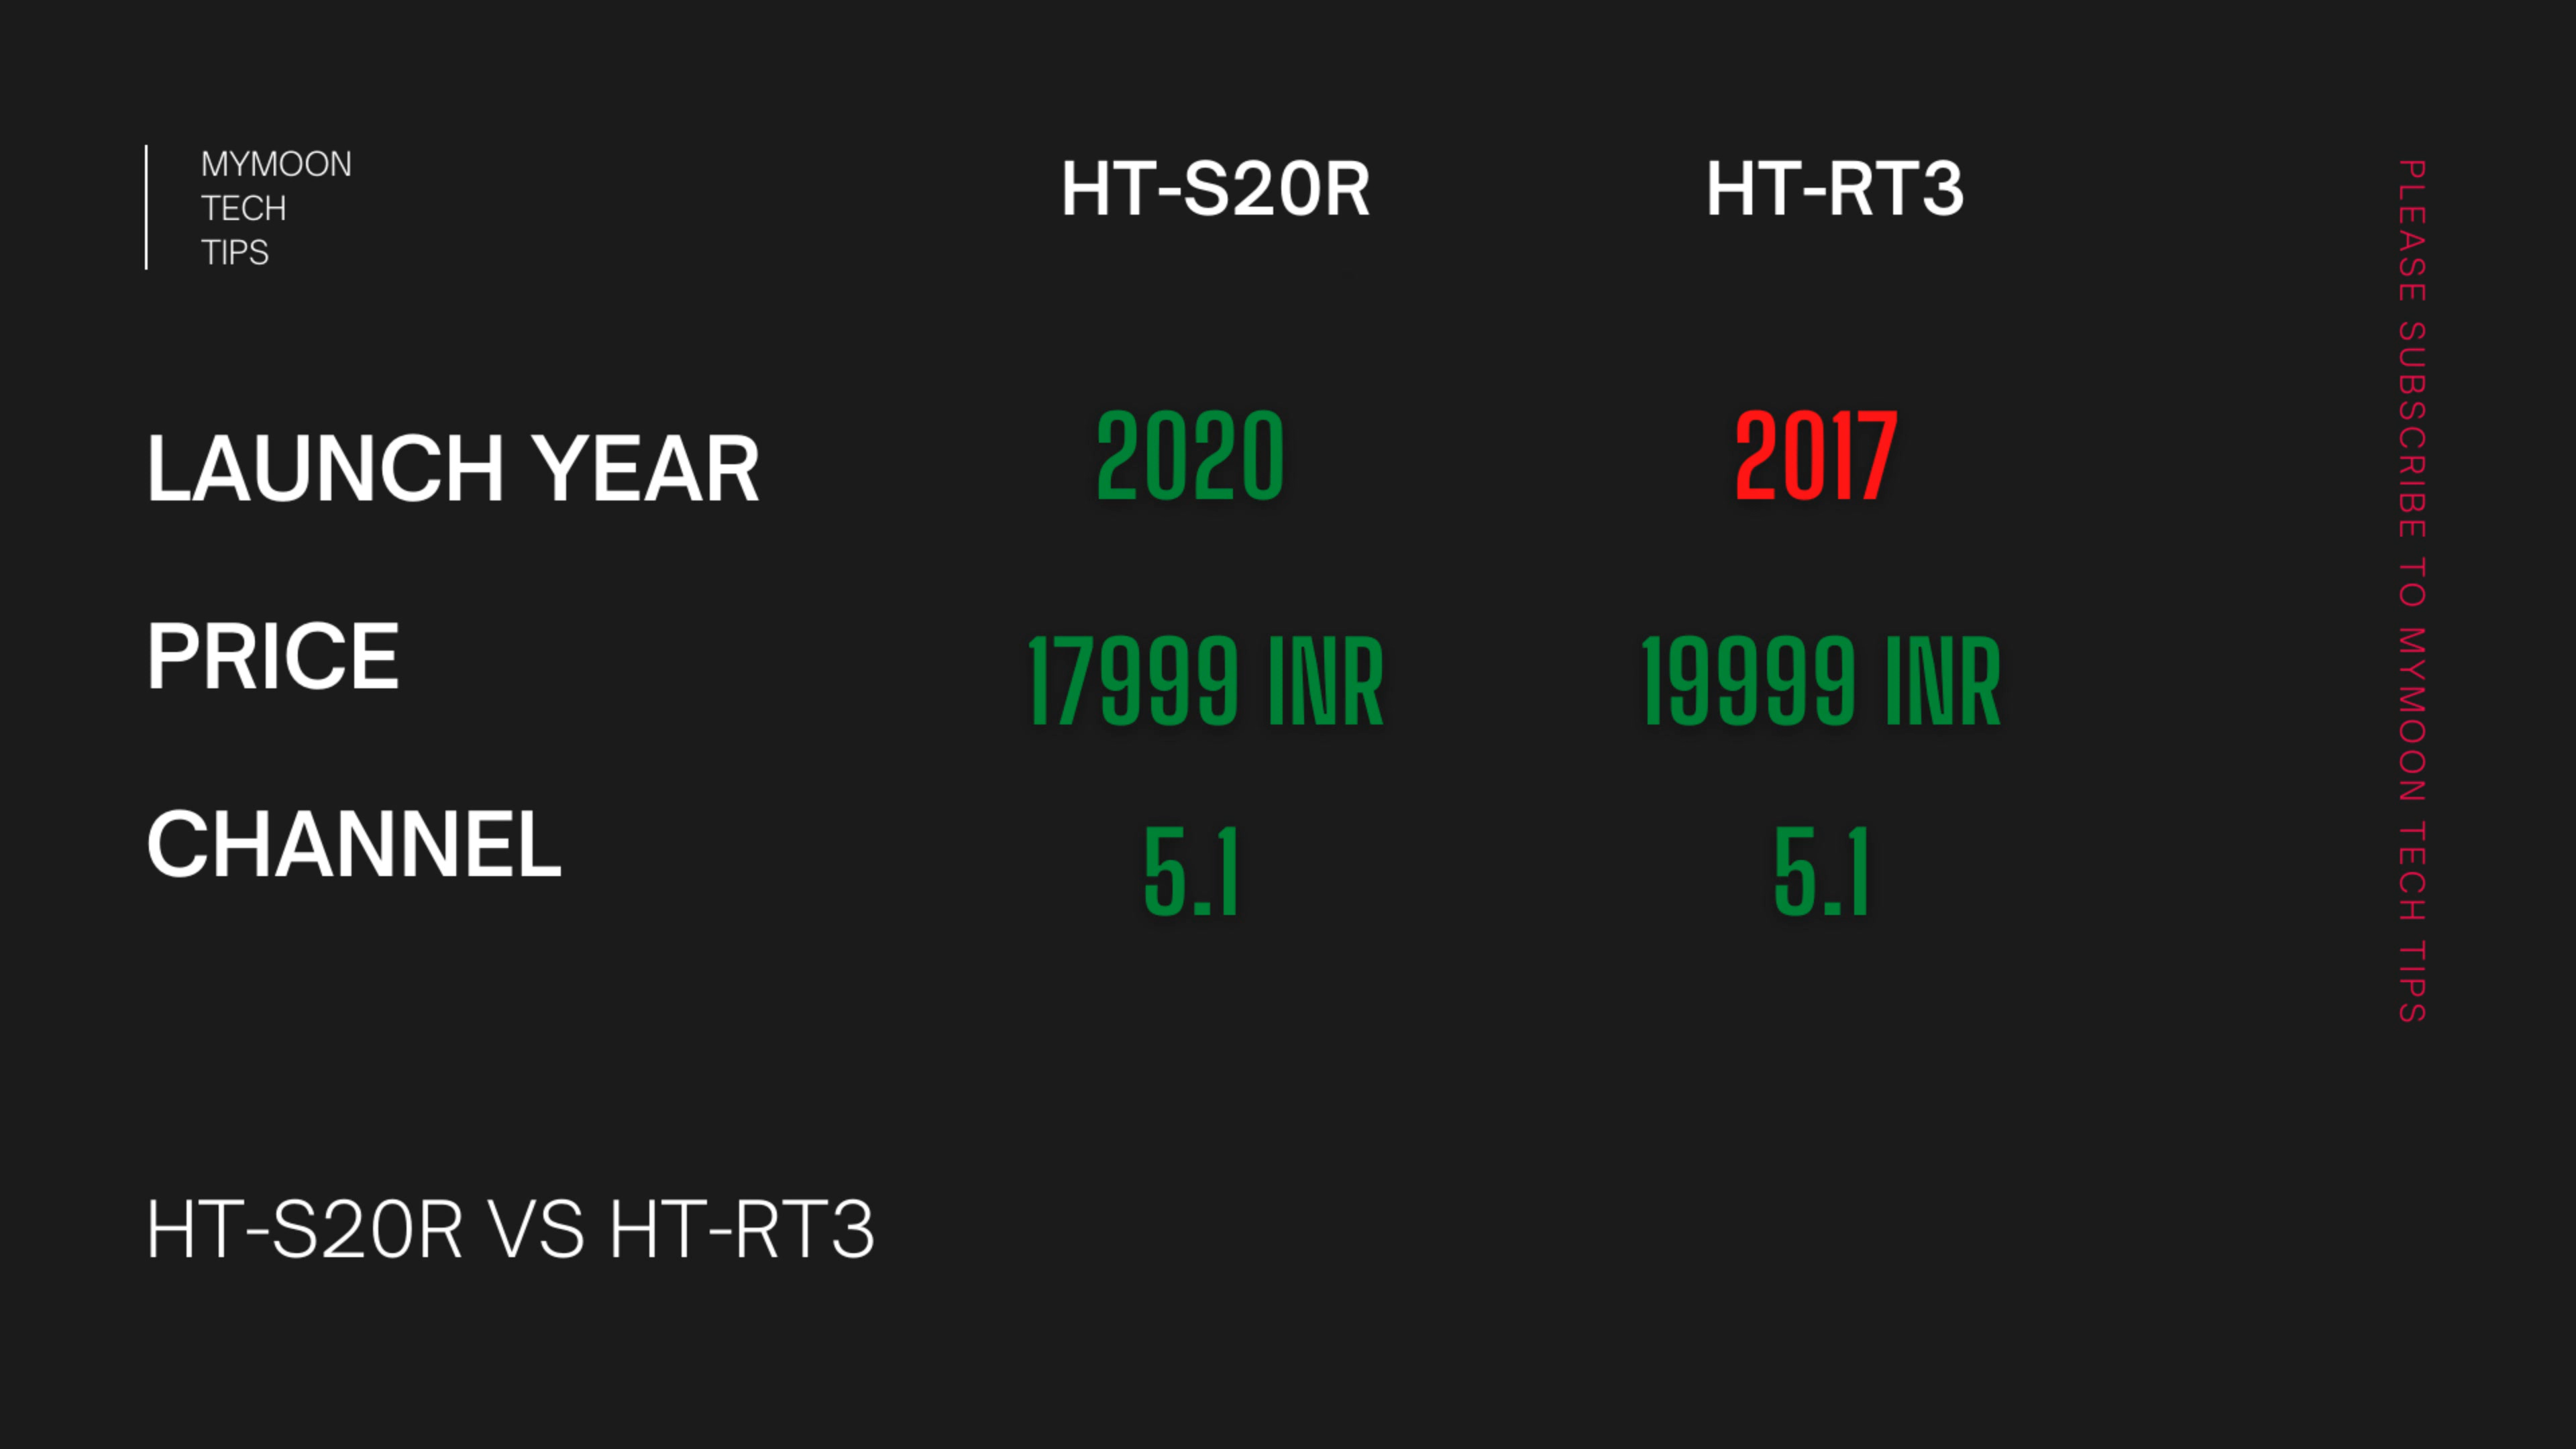 MYMOON
TECH
TIPS
HT-S20R HT-RT3
LAUNCH YEAR 2020 2017
PRICE 17999 INR 19999 INR
CHANNEL 5.1 5.1
HT-S20R VS HT-RT3
PLEASE SUBSCRIBE TO MYMOON TECH TIPS